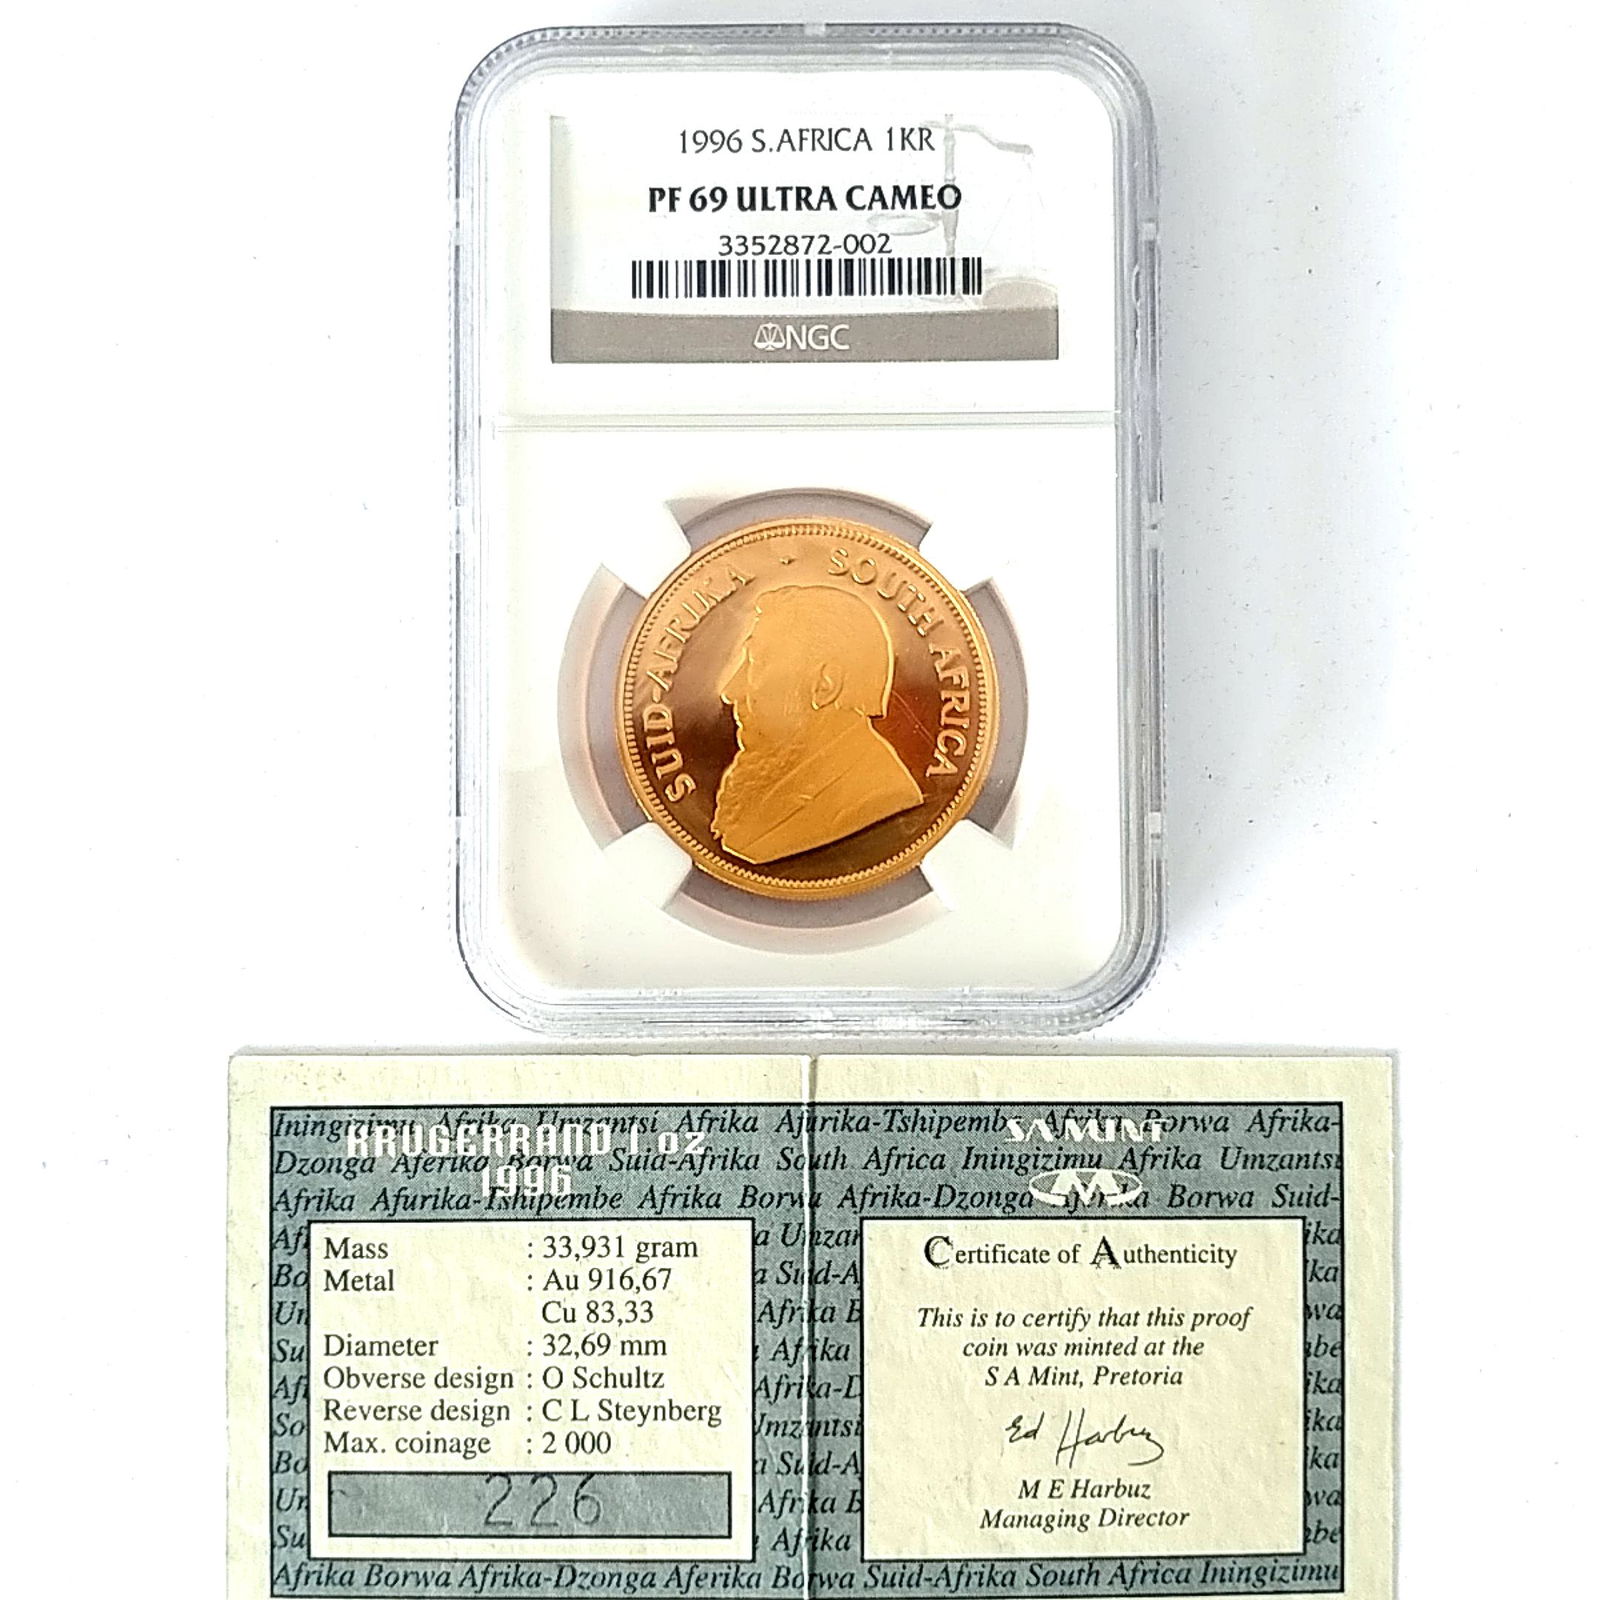 1996 S.AFRICA 1KR
PF 69 ULTRA CAMEO
3352872-002
NGC
SUID-AFRIKA · SOUTH AFRICA
Iningizimu Afrika Umzantsi Afrika Afurika-Tshipembe Afrika Borwa Afrika-
Dzonga Aferika Borwa Suid-Afrika South Africa Iningizimu Afrika Umzantsi
Afrika Afurika-Tshipembe Afrika Borwa Afrika-Dzonga Aferika Borwa Suid-
KRUGERRAND 1 oz
1996
Mass : 33,931 gram
Metal : Au 916,67
Cu 83,33
Diameter : 32,69 mm
Obverse design : O Schultz
Reverse design : C L Steynberg
Max. coinage : 2 000
226
SA MINT
Certificate of Authenticity
This is to certify that this proof
coin was minted at the
S A Mint, Pretoria
Ed Harbuz
M E Harbuz
Managing Director
Afrika Borwa Afrika-Dzonga Aferika Borwa Suid-Afrika South Africa Iningizimu